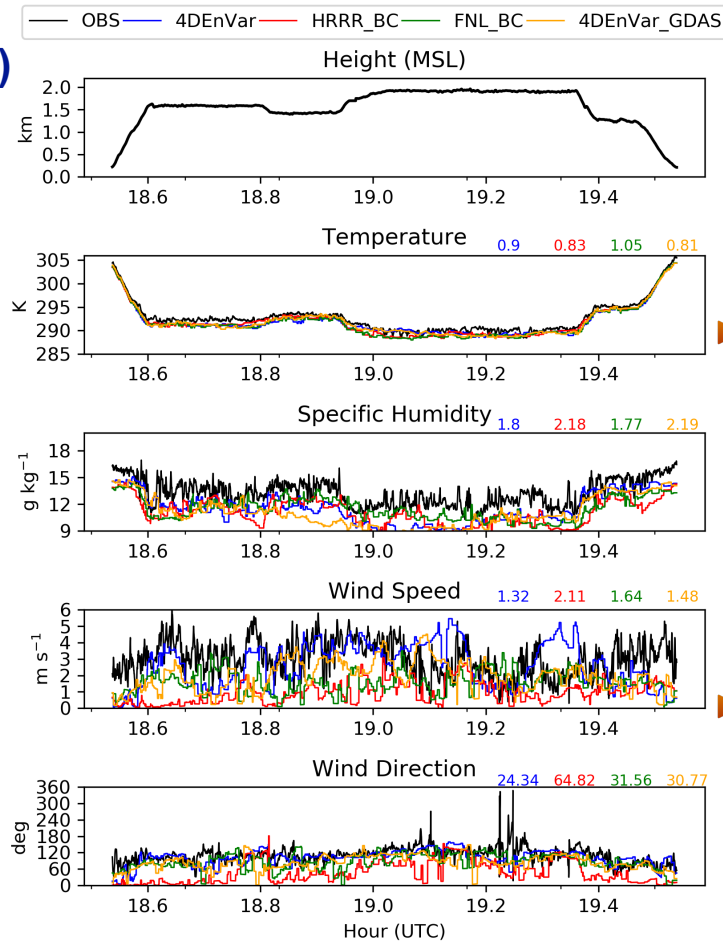 OBS 4DEnVar HRRR_BC FNL_BC 4DEnVar_GDAS
)
Height (MSL)
2.0
1.5
1.0
0.5
0.0
km
18.6 18.8 19.0 19.2 19.4
Temperature 0.9 0.83 1.05 0.81
305
300
295
290
285
K
18.6 18.8 19.0 19.2 19.4
Specific Humidity 1.8 2.18 1.77 2.19
18
15
12
9
g kg⁻¹
18.6 18.8 19.0 19.2 19.4
Wind Speed 1.32 2.11 1.64 1.48
6
5
4
3
2
1
0
m s⁻¹
18.6 18.8 19.0 19.2 19.4
Wind Direction 24.34 64.82 31.56 30.77
360
300
240
180
120
60
0
deg
18.6 18.8 19.0 19.2 19.4
Hour (UTC)